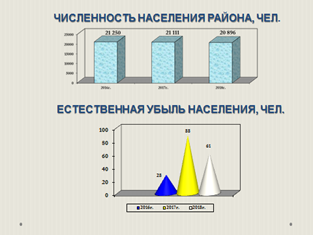 ЧИСЛЕННОСТЬ НАСЕЛЕНИЯ РАЙОНА, ЧЕЛ.
25000
20000
15000
10000
5000
0
21 250
21 111
20 896
2016г.
2017г.
2018г.
ЕСТЕСТВЕННАЯ УБЫЛЬ НАСЕЛЕНИЯ, ЧЕЛ.
100
80
60
40
20
0
28
88
61
2016г.
2017г.
2018г.